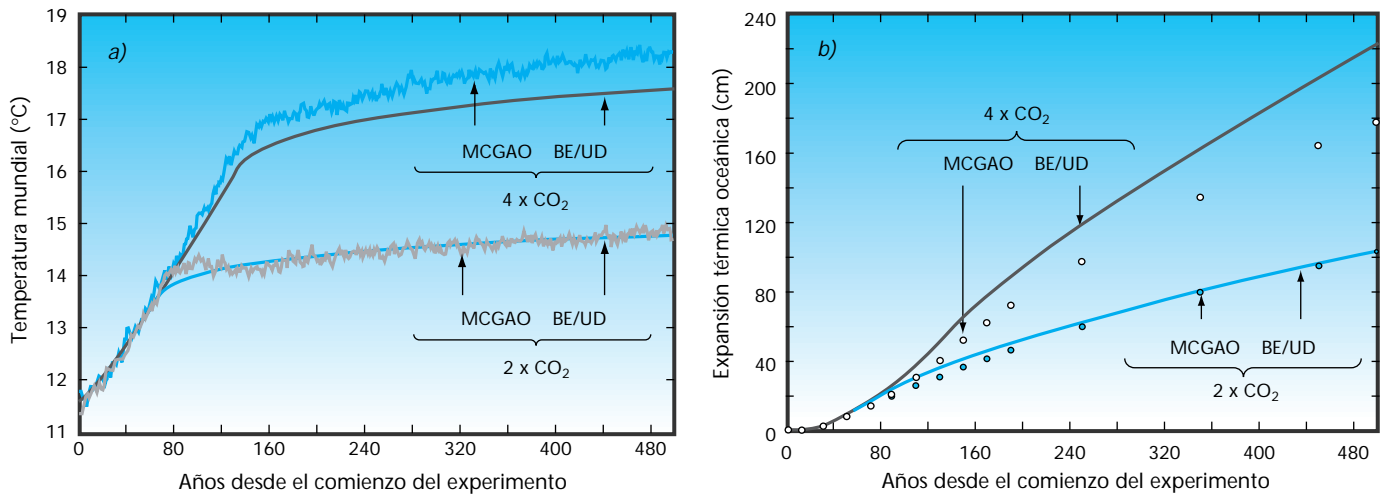 a)
Temperatura mundial (°C)
19
18
17
16
15
14
13
12
11
MCGAO BE/UD
4 x CO₂
MCGAO BE/UD
2 x CO₂
0 80 160 240 320 400 480
Años desde el comienzo del experimento
b)
Expansión térmica oceánica (cm)
240
200
160
120
80
40
0
4 x CO₂
MCGAO BE/UD
MCGAO BE/UD
2 x CO₂
0 80 160 240 320 400 480
Años desde el comienzo del experimento